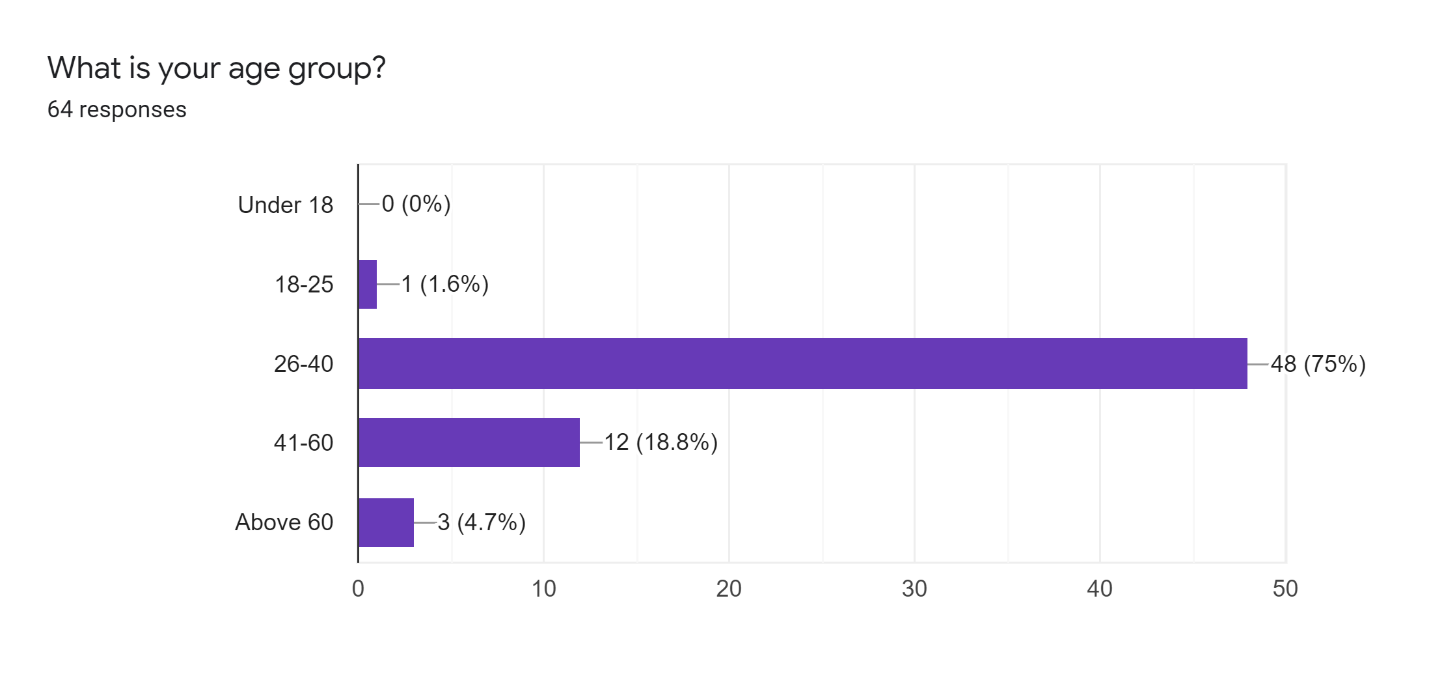 What is your age group?
64 responses
Under 18 0 (0%)
18-25 1 (1.6%)
26-40 48 (75%)
41-60 12 (18.8%)
Above 60 3 (4.7%)
0 10 20 30 40 50